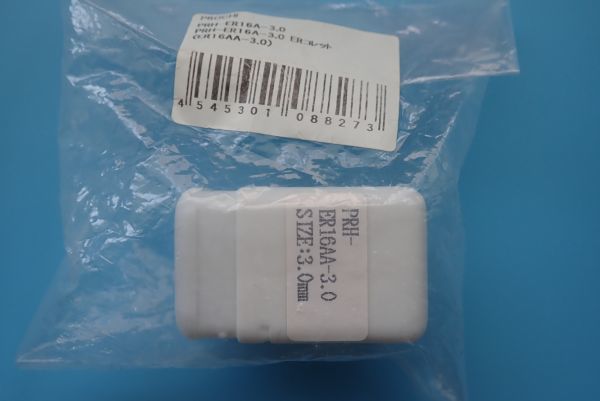 PROCHI
PRH-ER16A-3.0
PRH-ER16A-3.0 ERコレット
(ER16AA-3.0)
4 545301 088273
PRH-
ER16AA-3.0
SIZE:3.0mm